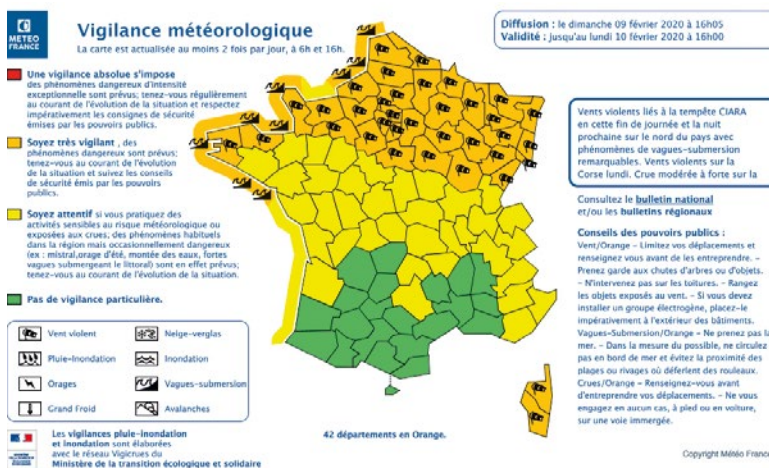 METEO
FRANCE
Vigilance météorologique
La carte est actualisée au moins 2 fois par jour, à 6h et 16h.
Diffusion : le dimanche 09 février 2020 à 16h05
Validité : jusqu'au lundi 10 février 2020 à 16h00
Une vigilance absolue s'impose
des phénomènes dangereux d'intensité
exceptionnelle sont prévus; tenez-vous régulièrement
au courant de l'évolution de la situation et respectez
impérativement les consignes de sécurité
émises par les pouvoirs publics.
Soyez très vigilant , des
phénomènes dangereux sont prévus;
tenez-vous au courant de l'évolution
de la situation et suivez les conseils
de sécurité émis par les pouvoirs
publics.
Soyez attentif si vous pratiquez des
activités sensibles au risque météorologique ou
exposées aux crues; des phénomènes habituels
dans la région mais occasionnellement dangereux
(ex : mistral,orage d'été, montée des eaux, fortes
vagues submergeant le littoral) sont en effet prévus;
tenez-vous au courant de l'évolution de la situation.
Pas de vigilance particulière.
Vent violent
Neige-verglas
Pluie-Inondation
Inondation
Orages
Vagues-submersion
Grand Froid
Avalanches
Les vigilances pluie-inondation
et inondation sont élaborées
avec le réseau Vigicrues du
Ministère de la transition écologique et solidaire
42 départements en Orange.
Vents violents liés à la tempête CIARA
en cette fin de journée et la nuit
prochaine sur le nord du pays avec
phénomènes de vagues-submersion
remarquables. Vents violents sur la
Corse lundi. Crue modérée à forte sur la
Consultez le bulletin national
et/ou les bulletins régionaux
Conseils des pouvoirs publics :
Vent/Orange - Limitez vos déplacements et
renseignez vous avant de les entreprendre. -
Prenez garde aux chutes d'arbres ou d'objets.
- N'intervenez pas sur les toitures. - Rangez
les objets exposés au vent. - Si vous devez
installer un groupe électrogène, placez-le
impérativement à l'extérieur des bâtiments.
Vagues-Submersion/Orange - Ne prenez pas la
mer. - Dans la mesure du possible, ne circulez
pas en bord de mer et évitez la proximité des
plages ou rivages où déferlent des rouleaux.
Crues/Orange - Renseignez-vous avant
d'entreprendre vos déplacements. - Ne vous
engagez en aucun cas, à pied ou en voiture,
sur une voie immergée.
Copyright Météo France